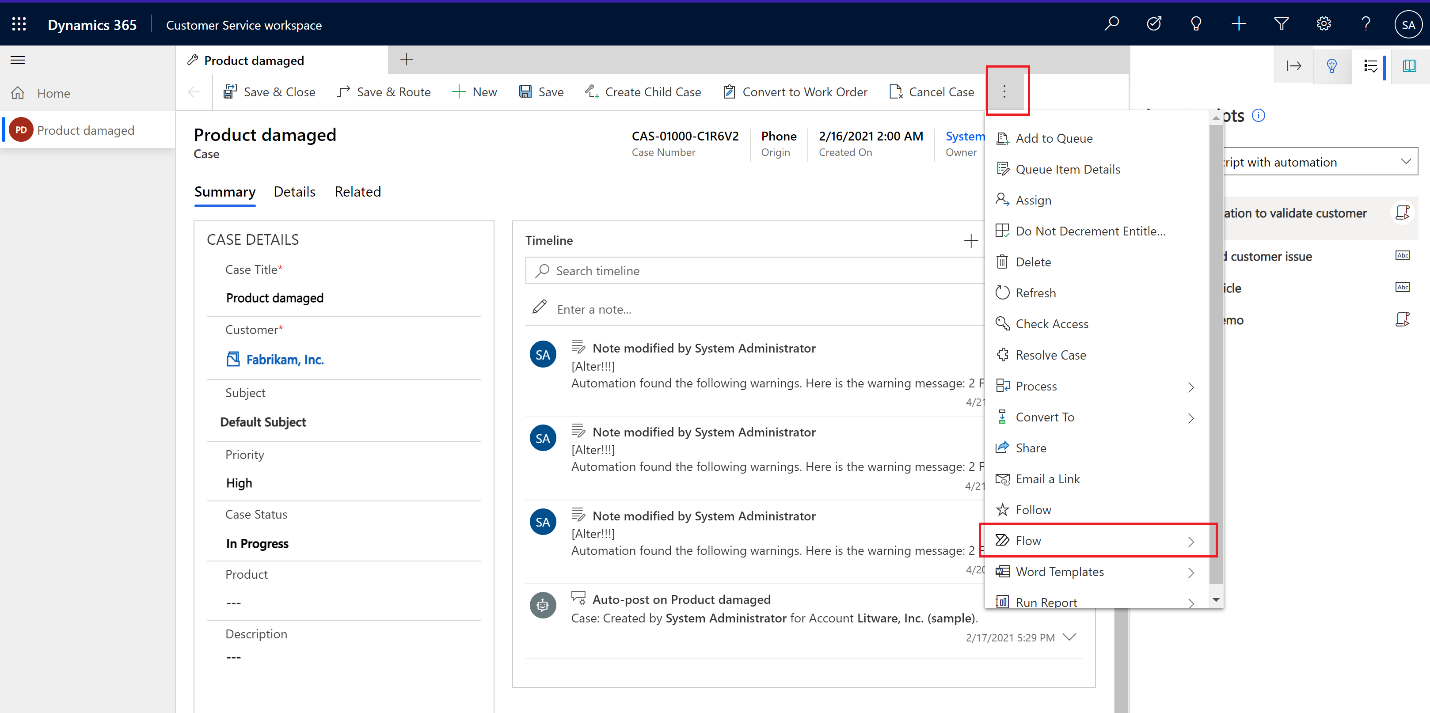 Dynamics 365
Customer Service workspace
SA
Home
PD
Product damaged
Product damaged
Save & Close
Save & Route
New
Save
Create Child Case
Convert to Work Order
Cancel Case
Product damaged
Case
CAS-01000-C1R6V2
Case Number
Phone
Origin
2/16/2021 2:00 AM
Created On
System
Owner
Summary
Details
Related
CASE DETAILS
Case Title*
Product damaged
Customer*
Fabrikam, Inc.
Subject
Default Subject
Priority
High
Case Status
In Progress
Product
---
Description
---
Timeline
Search timeline
Enter a note...
SA
Note modified by System Administrator
[Alter!!!]
Automation found the following warnings. Here is the warning message: 2 F
4/21
SA
Note modified by System Administrator
[Alter!!!]
Automation found the following warnings. Here is the warning message: 2 F
4/21
SA
Note modified by System Administrator
[Alter!!!]
Automation found the following warnings. Here is the warning message: 2 F
4/20
Auto-post on Product damaged
Case: Created by System Administrator for Account Litware, Inc. (sample).
2/17/2021 5:29 PM
Add to Queue
Queue Item Details
Assign
Do Not Decrement Entitle...
Delete
Refresh
Check Access
Resolve Case
Process
Convert To
Share
Email a Link
Follow
Flow
Word Templates
Run Report
ript with automation
ation to validate customer
d customer issue
Abc
icle
Abc
emo